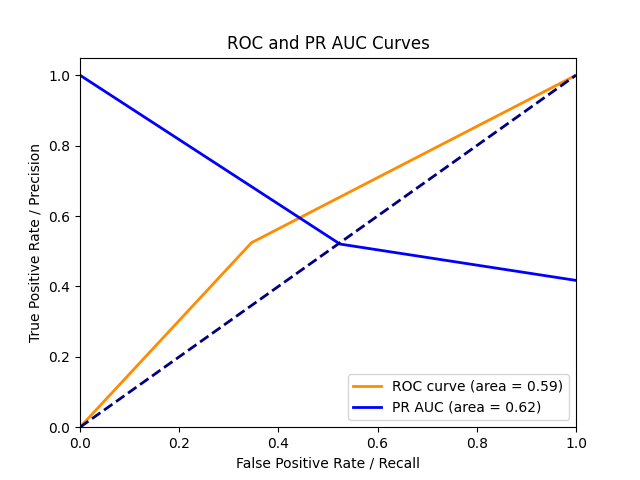 ROC and PR AUC Curves
True Positive Rate / Precision
1.0
0.8
0.6
0.4
0.2
0.0
0.0 0.2 0.4 0.6 0.8 1.0
False Positive Rate / Recall
ROC curve (area = 0.59)
PR AUC (area = 0.62)